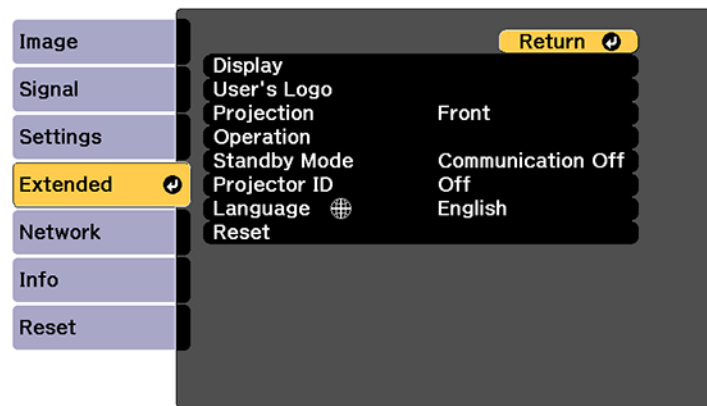 Image
Signal
Settings
Extended
Network
Info
Reset
Return
Display
User's Logo
Projection Front
Operation
Standby Mode Communication Off
Projector ID Off
Language English
Reset